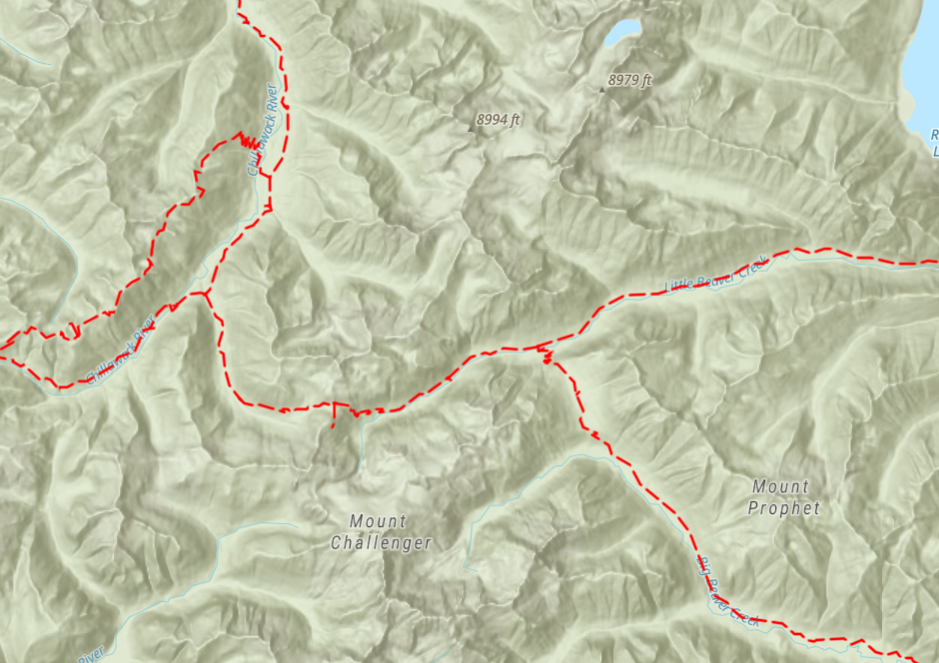 8979 ft
Chilliwack River
8994 ft
R
L
Little Beaver Creek
Chilliwack River
Mount
Prophet
Mount
Challenger
Big Beaver Creek
River